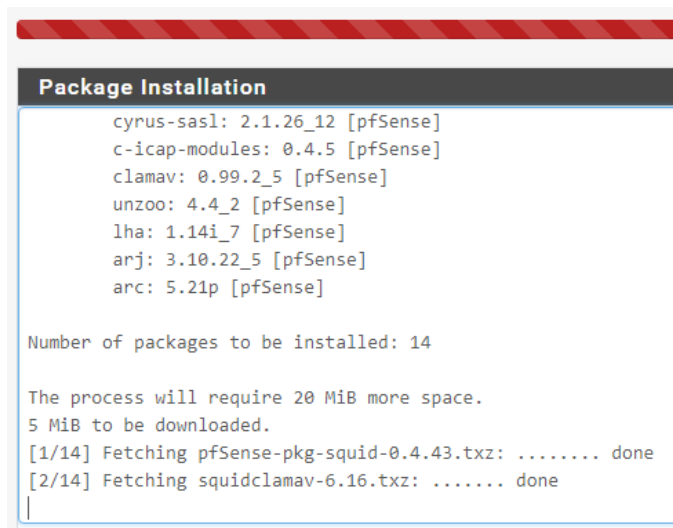 Package Installation
cyrus-sasl: 2.1.26_12 [pfSense]
c-icap-modules: 0.4.5 [pfSense]
clamav: 0.99.2_5 [pfSense]
unzoo: 4.4_2 [pfSense]
lha: 1.14i_7 [pfSense]
arj: 3.10.22_5 [pfSense]
arc: 5.21p [pfSense]
Number of packages to be installed: 14
The process will require 20 MiB more space.
5 MiB to be downloaded.
[1/14] Fetching pfSense-pkg-squid-0.4.43.txz: ........ done
[2/14] Fetching squidclamav-6.16.txz: ....... done